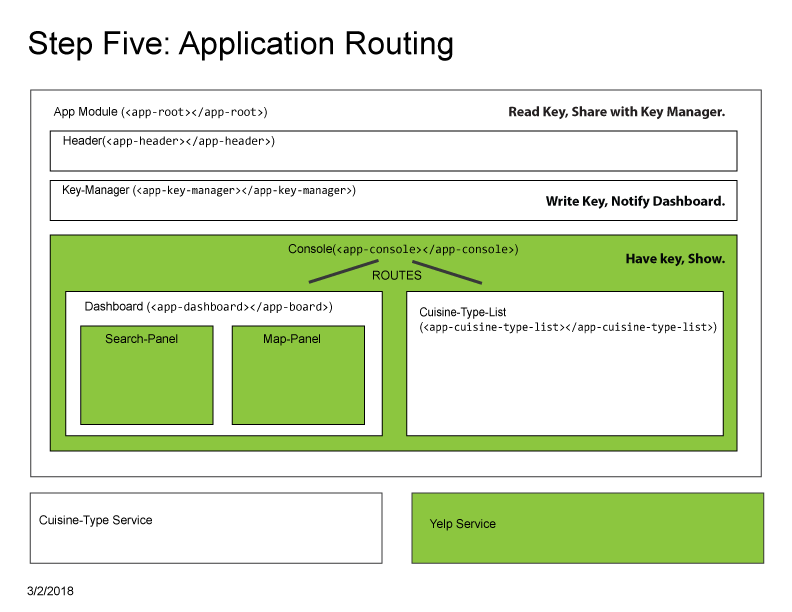 Step Five: Application Routing
App Module (<app-root></app-root>)
Read Key, Share with Key Manager.
Header(<app-header></app-header>)
Key-Manager (<app-key-manager></app-key-manager>)
Write Key, Notify Dashboard.
Console(<app-console></app-console>)
Have key, Show.
ROUTES
Dashboard (<app-dashboard></app-board>)
Search-Panel
Map-Panel
Cuisine-Type-List
(<app-cuisine-type-list></app-cuisine-type-list>)
Cuisine-Type Service
Yelp Service
3/2/2018